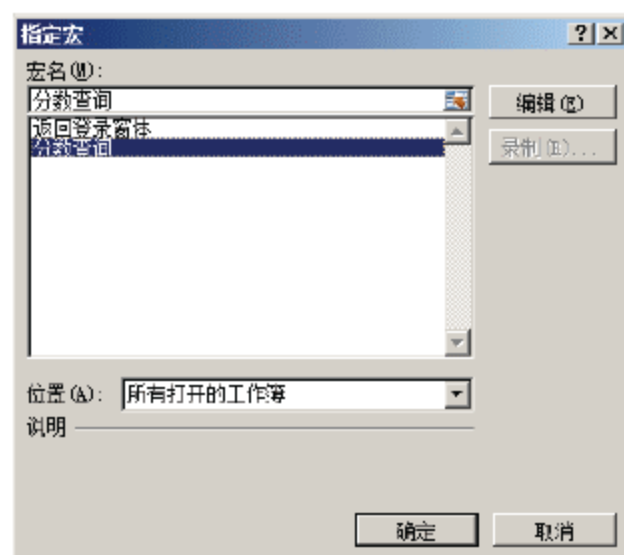 指定宏
宏名(M):
分数查询
编辑(E)
返回登录窗体
分数查询
录制(R)...
位置(A): 所有打开的工作簿
说明
确定 取消